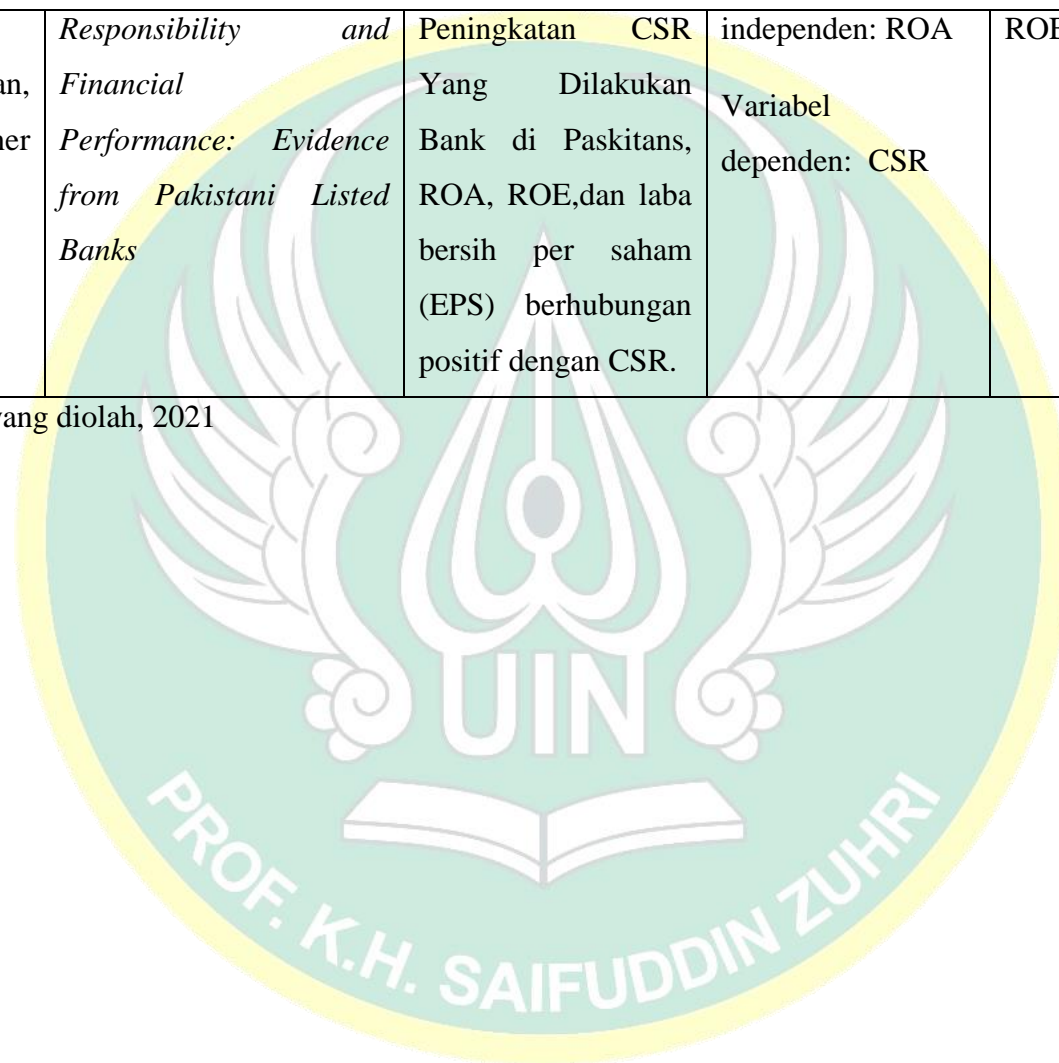 Responsibility and Peningkatan CSR independen: ROA ROE
an, Financial Yang Dilakukan
Variabel
ner Performance: Evidence Bank di Paskitans,
dependen: CSR
from Pakistani Listed ROA, ROE,dan laba
Banks bersih per saham
(EPS) berhubungan
positif dengan CSR.
yang diolah, 2021
UIN
PROF. K.H. SAIFUDDIN ZUHRI